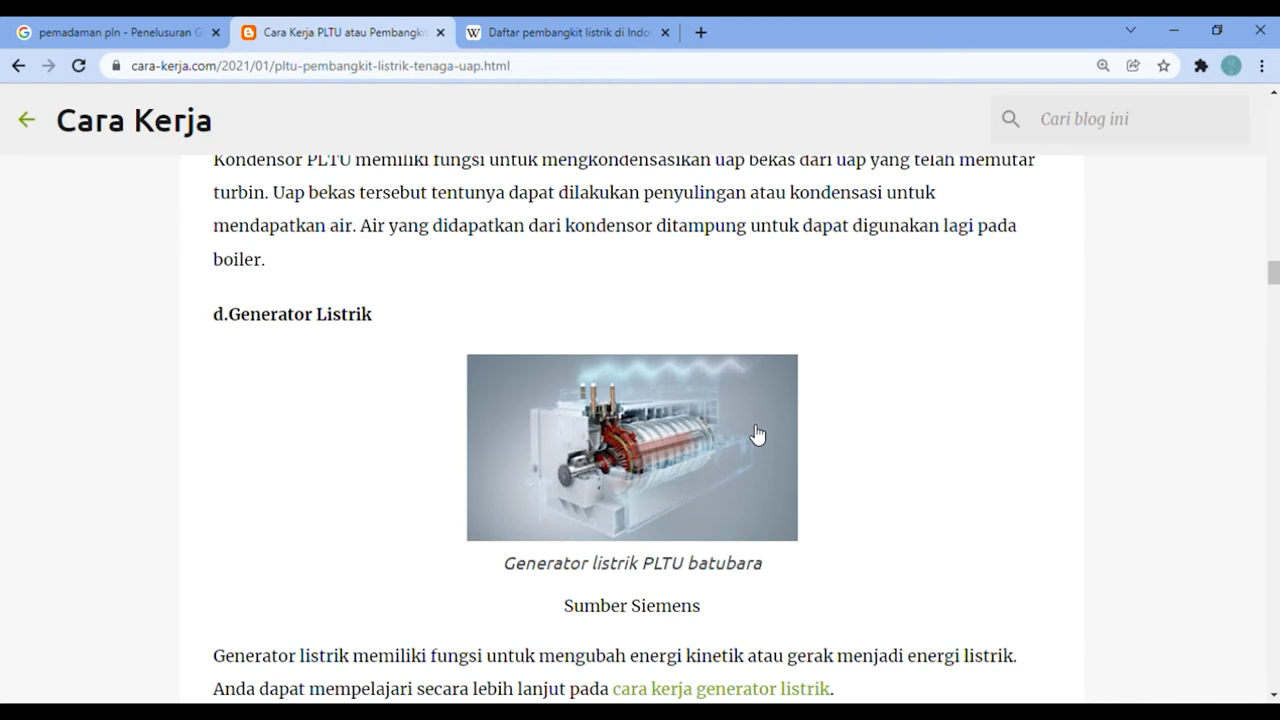 pemadaman pln - Penelusuran G
Cara Kerja PLTU atau Pembangkit
Daftar pembangkit listrik di Indo
cara-kerja.com/2021/01/pltu-pembangkit-listrik-tenaga-uap.html
Cara Kerja
Cari blog ini
Kondensor PLTU memiliki fungsi untuk mengkondensasikan uap bekas dari uap yang telah memutar
turbin. Uap bekas tersebut tentunya dapat dilakukan penyulingan atau kondensasi untuk
mendapatkan air. Air yang didapatkan dari kondensor ditampung untuk dapat digunakan lagi pada
boiler.
d.Generator Listrik
Generator listrik PLTU batubara
Sumber Siemens
Generator listrik memiliki fungsi untuk mengubah energi kinetik atau gerak menjadi energi listrik.
Anda dapat mempelajari secara lebih lanjut pada cara kerja generator listrik.